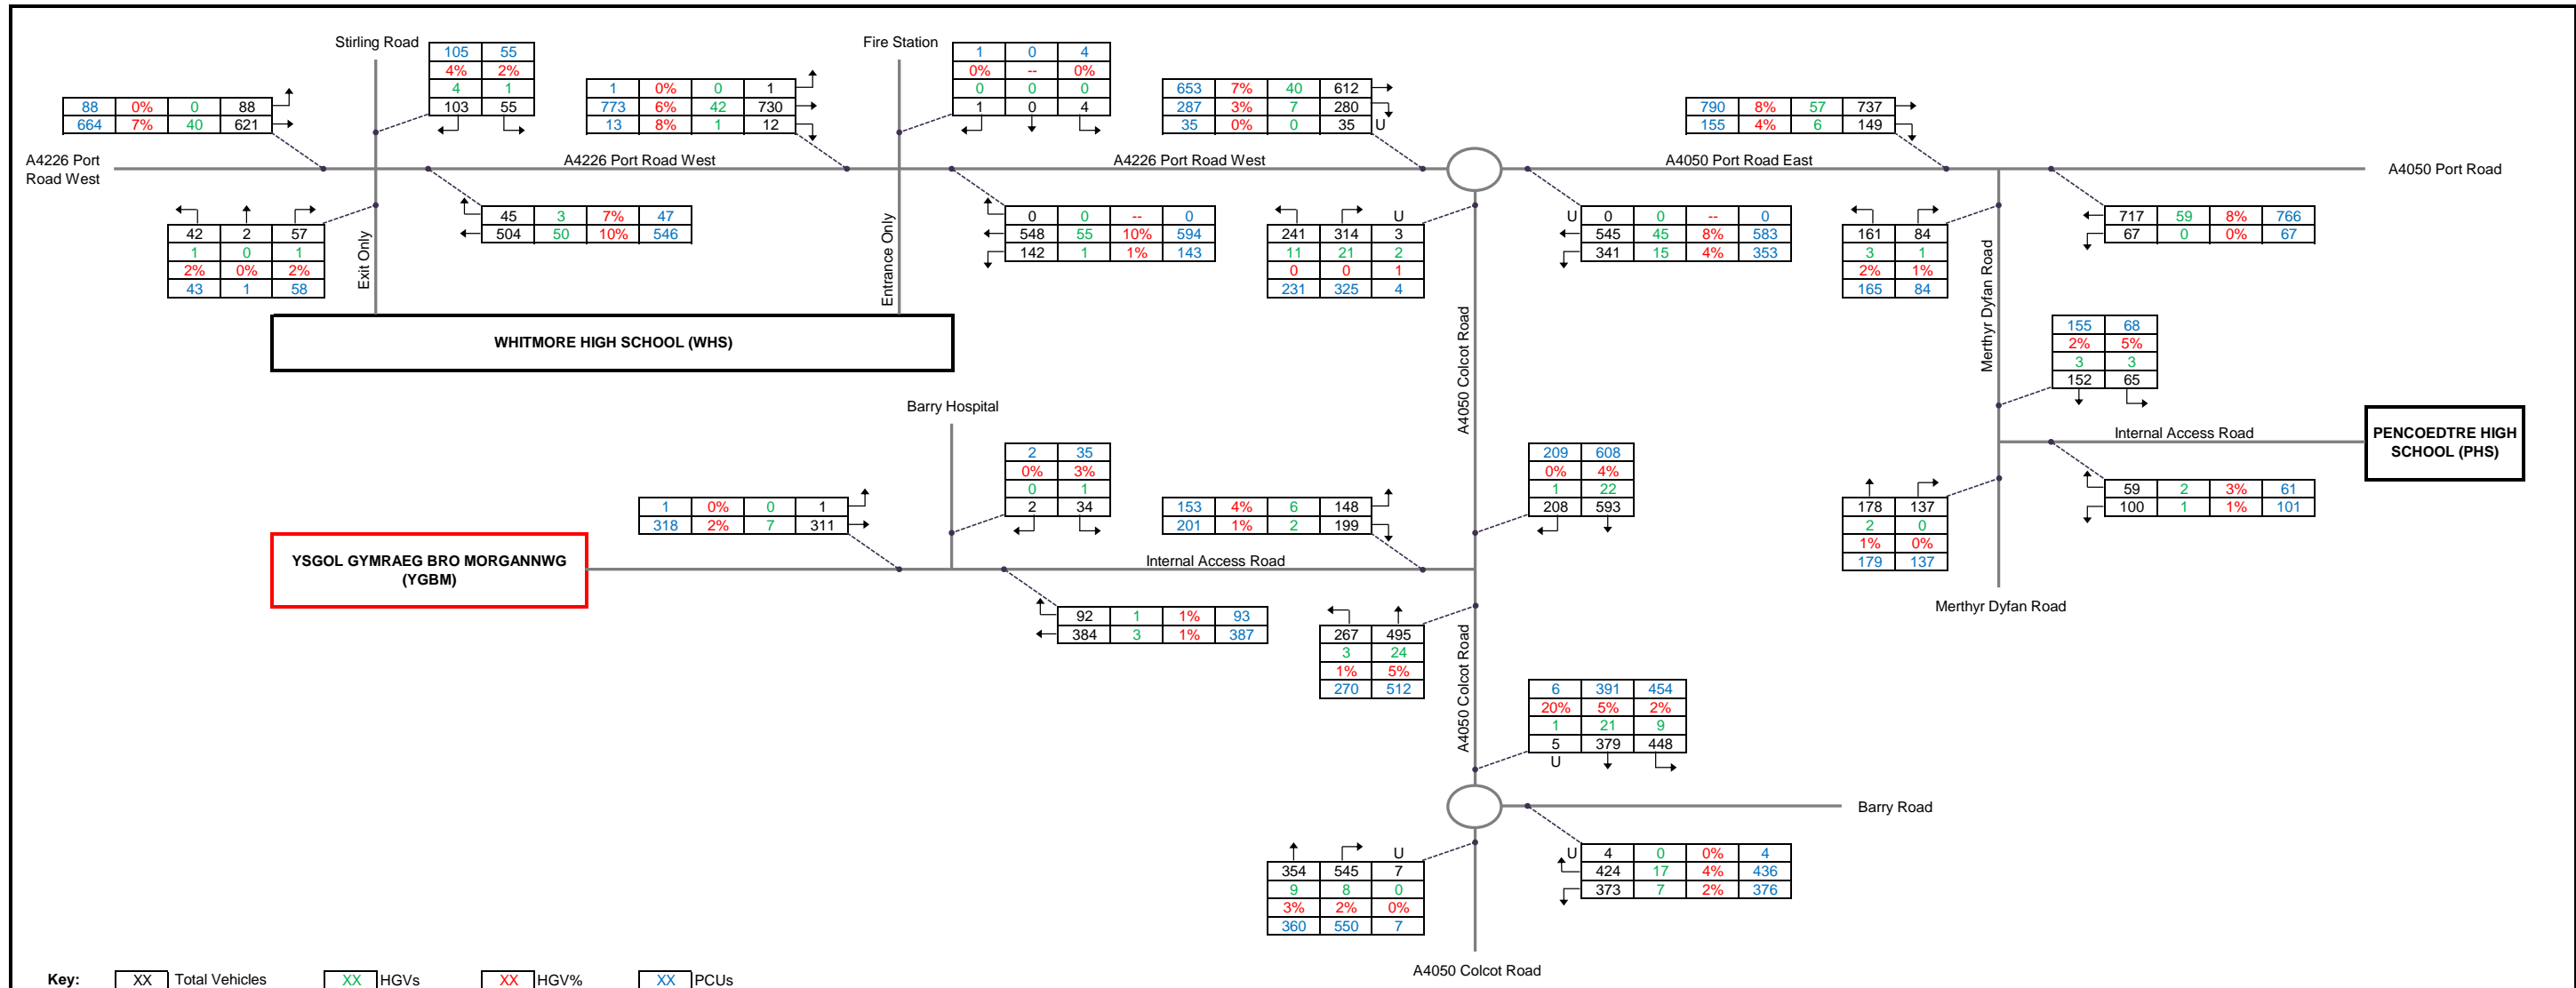 Stirling Road
105 55
4% 2%
4 1
103 55
88 0% 0 88
664 7% 40 621
1 0% 0 1
773 6% 42 730
13 8% 1 12
Fire Station
1 0 4
0% -- 0%
0 0 0
1 0 4
653 7% 40 612
287 3% 7 280
35 0% 0 35 U
790 8% 57 737
155 4% 6 149
A4226 Port
Road West
A4226 Port Road West
A4226 Port Road West
A4050 Port Road East
A4050 Port Road
42 2 57
1 0 1
2% 0% 2%
43 1 58
Exit Only
45 3 7% 47
504 50 10% 546
Entrance Only
0 0 -- 0
548 55 10% 594
142 1 1% 143
U
241 314 3
11 21 2
0 0 1
231 325 4
U 0 0 -- 0
545 45 8% 583
341 15 4% 353
161 84
3 1
2% 1%
165 84
Merthyr Dyfan Road
717 59 8% 766
67 0 0% 67
WHITMORE HIGH SCHOOL (WHS)
A4050 Colcot Road
155 68
2% 5%
3 3
152 65
Barry Hospital
2 35
0% 3%
0 1
2 34
1 0% 0 1
318 2% 7 311
153 4% 6 148
201 1% 2 199
209 608
0% 4%
1 22
208 593
Internal Access Road
PENCOEDTRE HIGH
SCHOOL (PHS)
178 137
2 0
1% 0%
179 137
59 2 3% 61
100 1 1% 101
YSGOL GYMRAEG BRO MORGANNWG
(YGBM)
Internal Access Road
Merthyr Dyfan Road
92 1 1% 93
384 3 1% 387
267 495
3 24
1% 5%
270 512
A4050 Colcot Road
6 391 454
20% 5% 2%
1 21 9
5 379 448
U
Barry Road
U
354 545 7
9 8 0
3% 2% 0%
360 550 7
U 4 0 0% 4
424 17 4% 436
373 7 2% 376
A4050 Colcot Road
Key: XX Total Vehicles XX HGVs XX HGV% XX PCUs